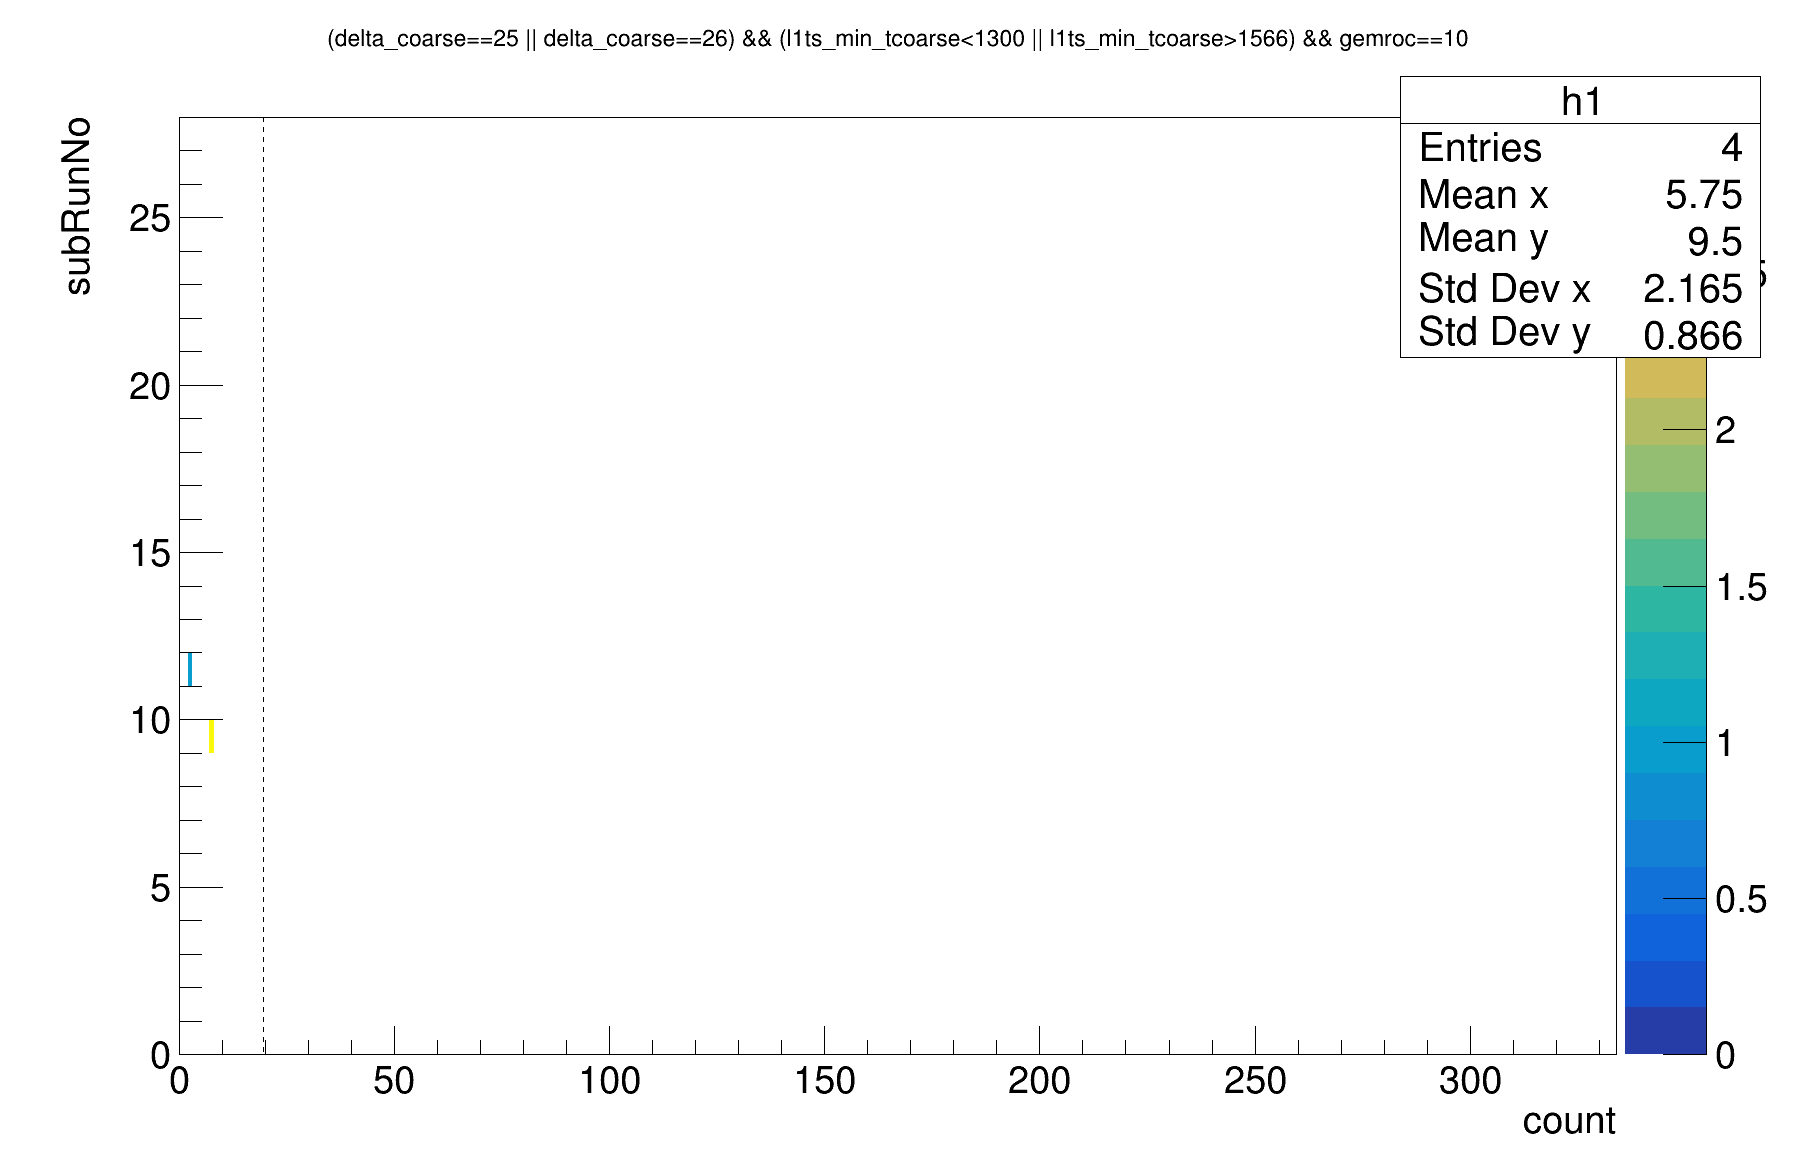 (delta_coarse==25 || delta_coarse==26) && (l1ts_min_tcoarse<1300 || l1ts_min_tcoarse>1566) && gemroc==10
h1
Entries 4
Mean x 5.75
Mean y 9.5
Std Dev x 2.165
Std Dev y 0.866
subRunNo
25
20
15
10
5
0
0 50 100 150 200 250 300
count
2
1.5
1
0.5
0